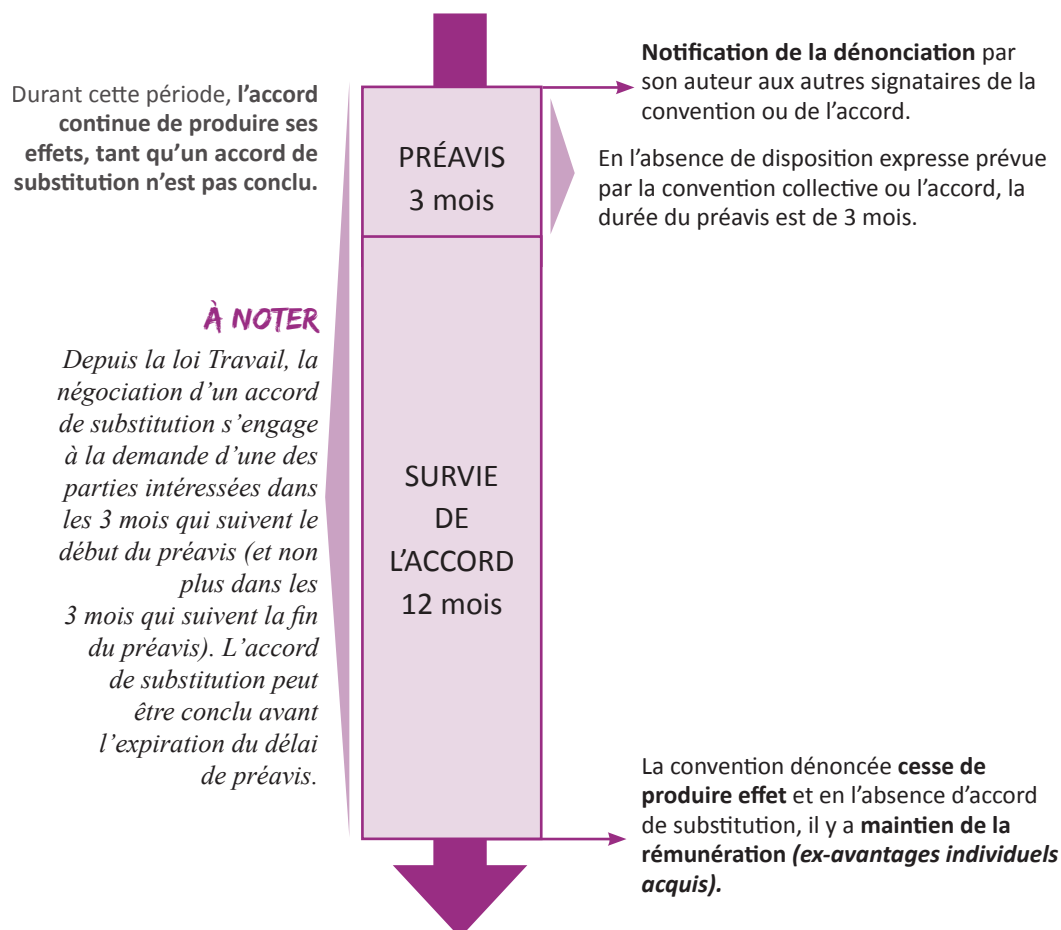 Notification de la dénonciation par
son auteur aux autres signataires de la
convention ou de l’accord.
Durant cette période, l’accord
continue de produire ses
effets, tant qu’un accord de
substitution n’est pas conclu.
PRÉAVIS
3 mois
En l’absence de disposition expresse prévue
par la convention collective ou l’accord, la
durée du préavis est de 3 mois.
À NOTER
Depuis la loi Travail, la
négociation d’un accord
de substitution s’engage
à la demande d’une des
parties intéressées dans
les 3 mois qui suivent le
début du préavis (et non
plus dans les
3 mois qui suivent la fin
du préavis). L’accord
de substitution peut
être conclu avant
l’expiration du délai
de préavis.
SURVIE
DE
L’ACCORD
12 mois
La convention dénoncée cesse de
produire effet et en l’absence d’accord
de substitution, il y a maintien de la
rémunération (ex-avantages individuels
acquis).